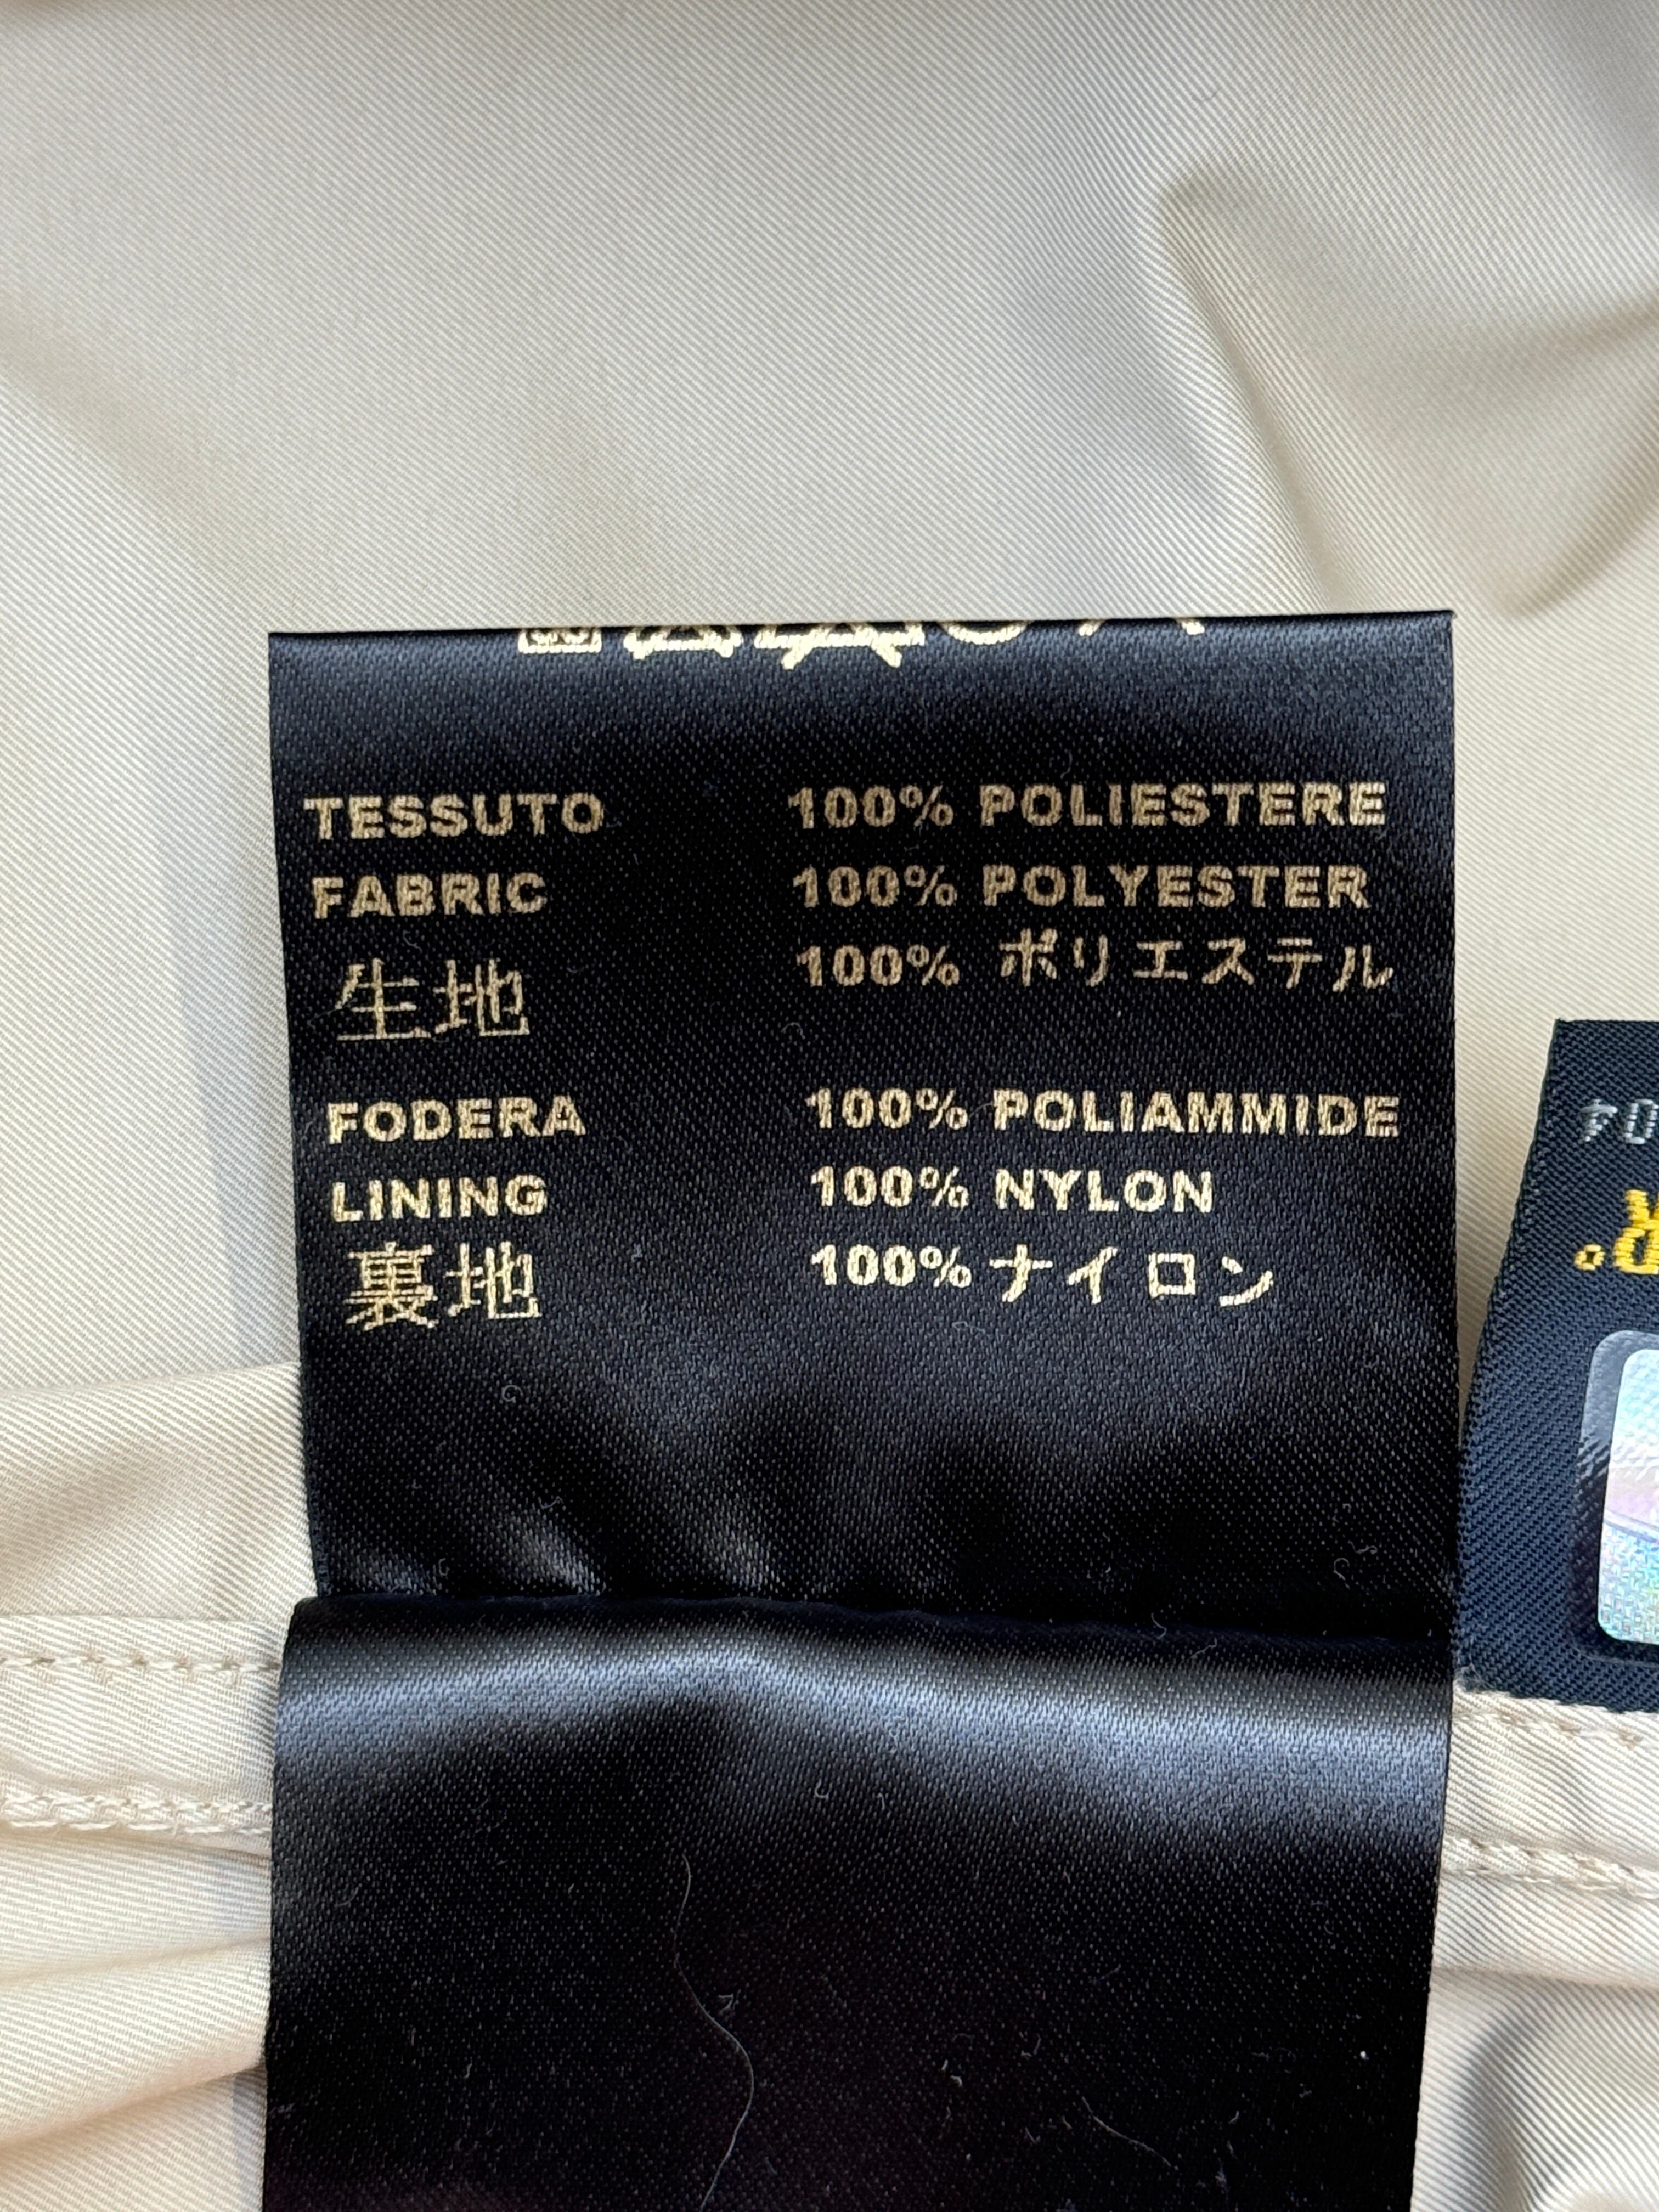 TESSUTO 100% POLIESTERE
FABRIC 100% POLYESTER
生地 100% ポリエステル
FODERA 100% POLIAMMIDE
LINING 100% NYLON
裏地 100% ナイロン